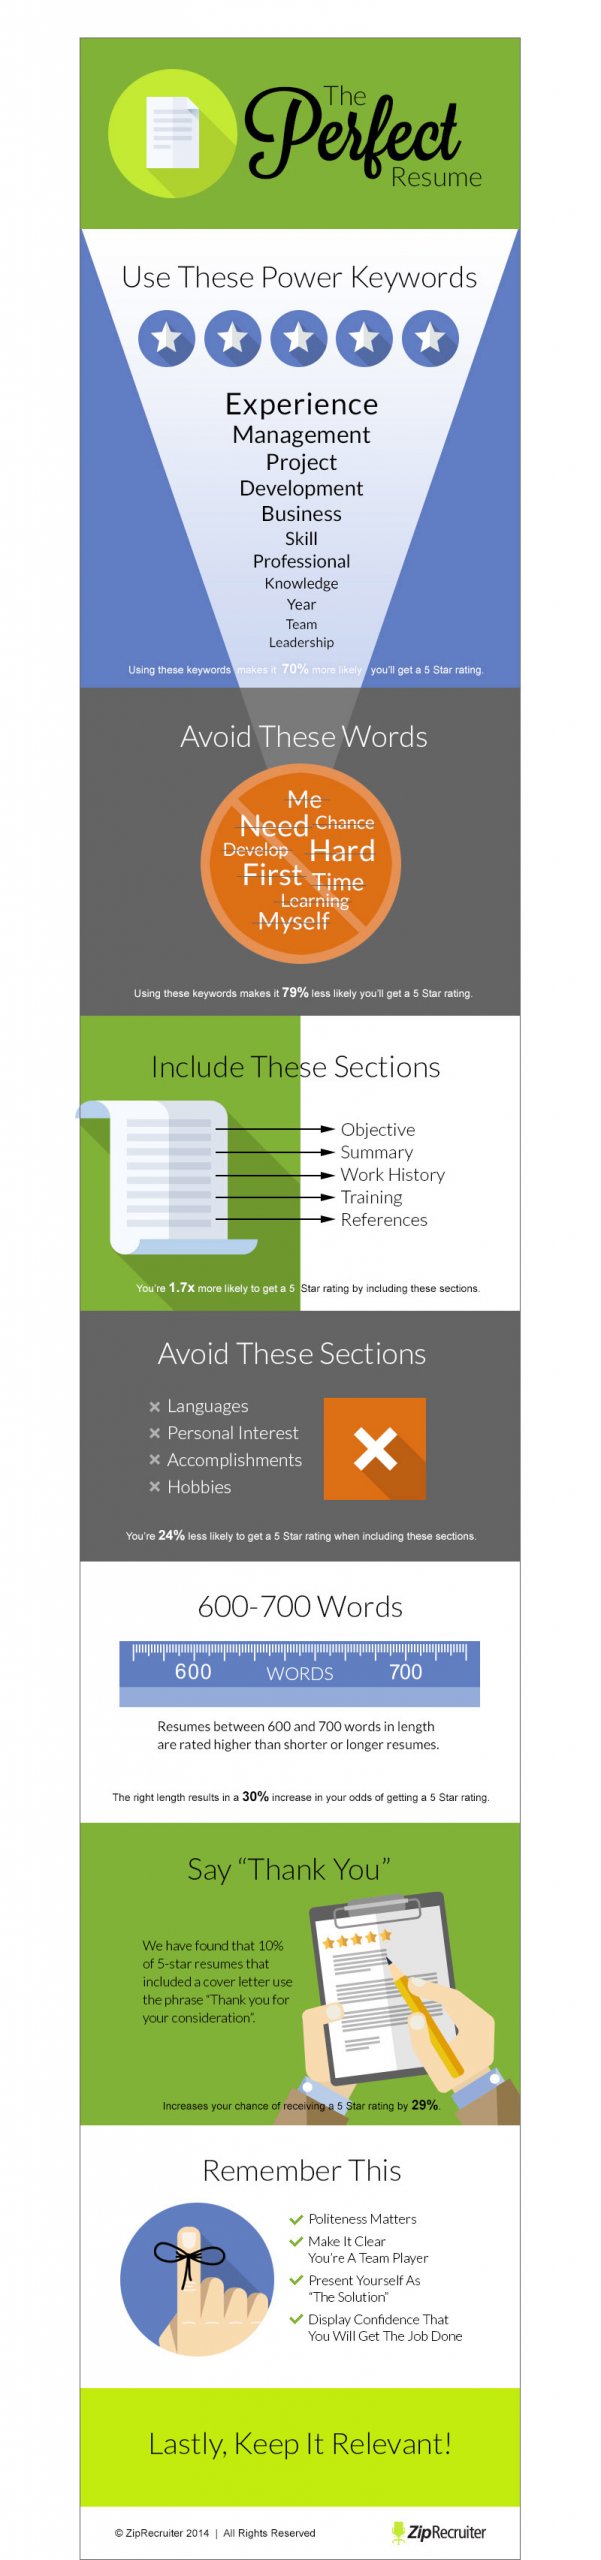 The
Perfect
Resume
Use These Power Keywords
Experience
Management
Project
Development
Business
Skill
Professional
Knowledge
Year
Team
Leadership
Using these keywords makes it 70% more likely you'll get a 5 Star rating.
Avoid These Words
Me
Need Chance
Develop Hard
First Time
Learning
Myself
Using these keywords makes it 79% less likely you'll get a 5 Star rating.
Include These Sections
Objective
Summary
Work History
Training
References
You're 1.7x more likely to get a 5 Star rating by including these sections.
Avoid These Sections
Languages
Personal Interest
Accomplishments
Hobbies
You're 24% less likely to get a 5 Star rating when including these sections.
600-700 Words
600 WORDS 700
Resumes between 600 and 700 words in length
are rated higher than shorter or longer resumes.
The right length results in a 30% increase in your odds of getting a 5 Star rating.
Say “Thank You”
We have found that 10%
of 5-star resumes that
included a cover letter use
the phrase “Thank you for
your consideration”.
Increases your chance of receiving a 5 Star rating by 29%.
Remember This
Politeness Matters
Make It Clear
You're A Team Player
Present Yourself As
“The Solution”
Display Confidence That
You Will Get The Job Done
Lastly, Keep It Relevant!
© ZipRecruiter 2014 | All Rights Reserved
ZipRecruiter